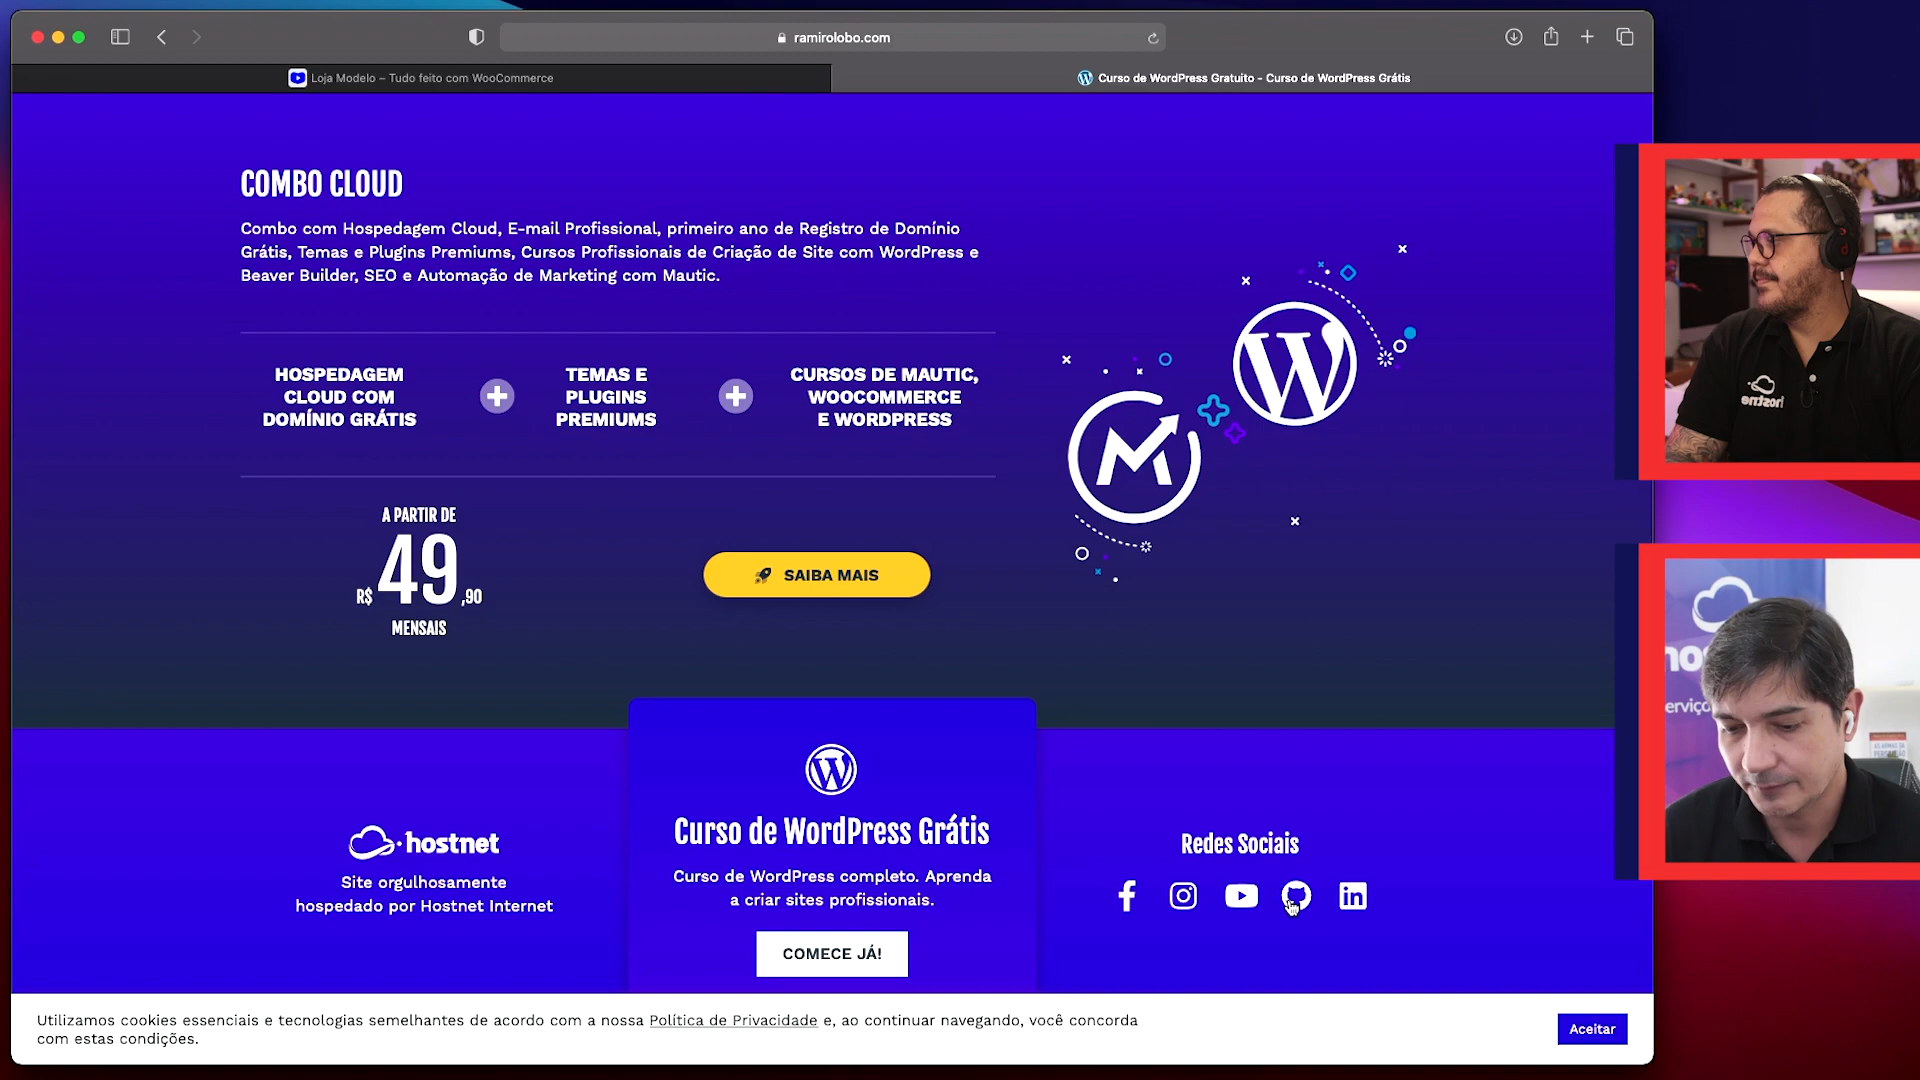 ramirolobo.com
Loja Modelo – Tudo feito com WooCommerce
Curso de WordPress Gratuito - Curso de WordPress Grátis
COMBO CLOUD
Combo com Hospedagem Cloud, E-mail Profissional, primeiro ano de Registro de Domínio
Grátis, Temas e Plugins Premiums, Cursos Profissionais de Criação de Site com WordPress e
Beaver Builder, SEO e Automação de Marketing com Mautic.
HOSPEDAGEM
CLOUD COM
DOMÍNIO GRÁTIS
TEMAS E
PLUGINS
PREMIUMS
CURSOS DE MAUTIC,
WOOCOMMERCE
E WORDPRESS
A PARTIR DE
R$ 49,90
MENSAIS
SAIBA MAIS
hostnet
Site orgulhosamente
hospedado por Hostnet Internet
Curso de WordPress Grátis
Curso de WordPress completo. Aprenda
a criar sites profissionais.
COMECE JÁ!
Redes Sociais
Utilizamos cookies essenciais e tecnologias semelhantes de acordo com a nossa Política de Privacidade e, ao continuar navegando, você concorda
com estas condições.
Aceitar
hostnet